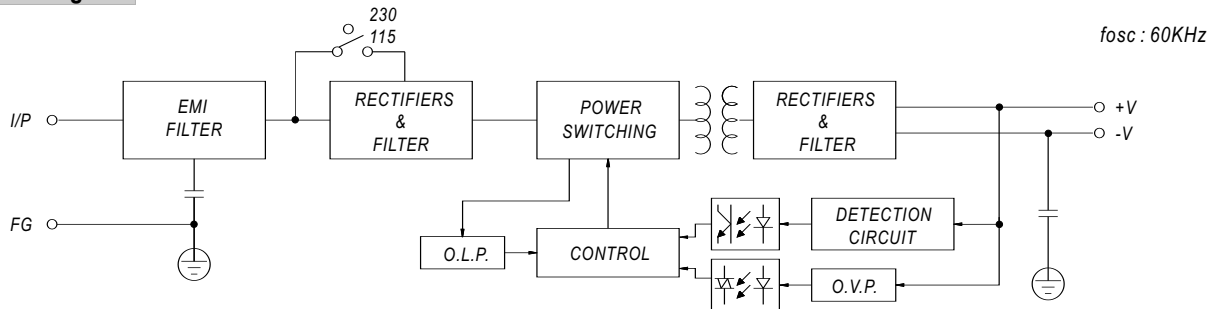 230
115
fosc : 60KHz
I/P
EMI
FILTER
RECTIFIERS
&
FILTER
POWER
SWITCHING
RECTIFIERS
&
FILTER
+V
-V
FG
O.L.P.
CONTROL
DETECTION
CIRCUIT
O.V.P.